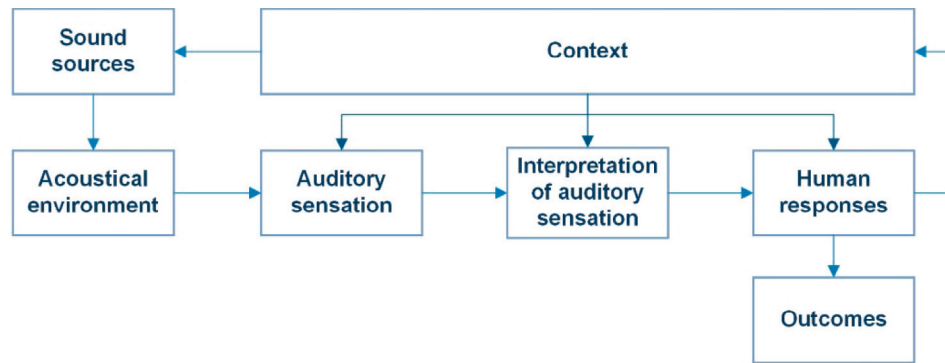 Sound
sources
Context
Acoustical
environment
Auditory
sensation
Interpretation
of auditory
sensation
Human
responses
Outcomes